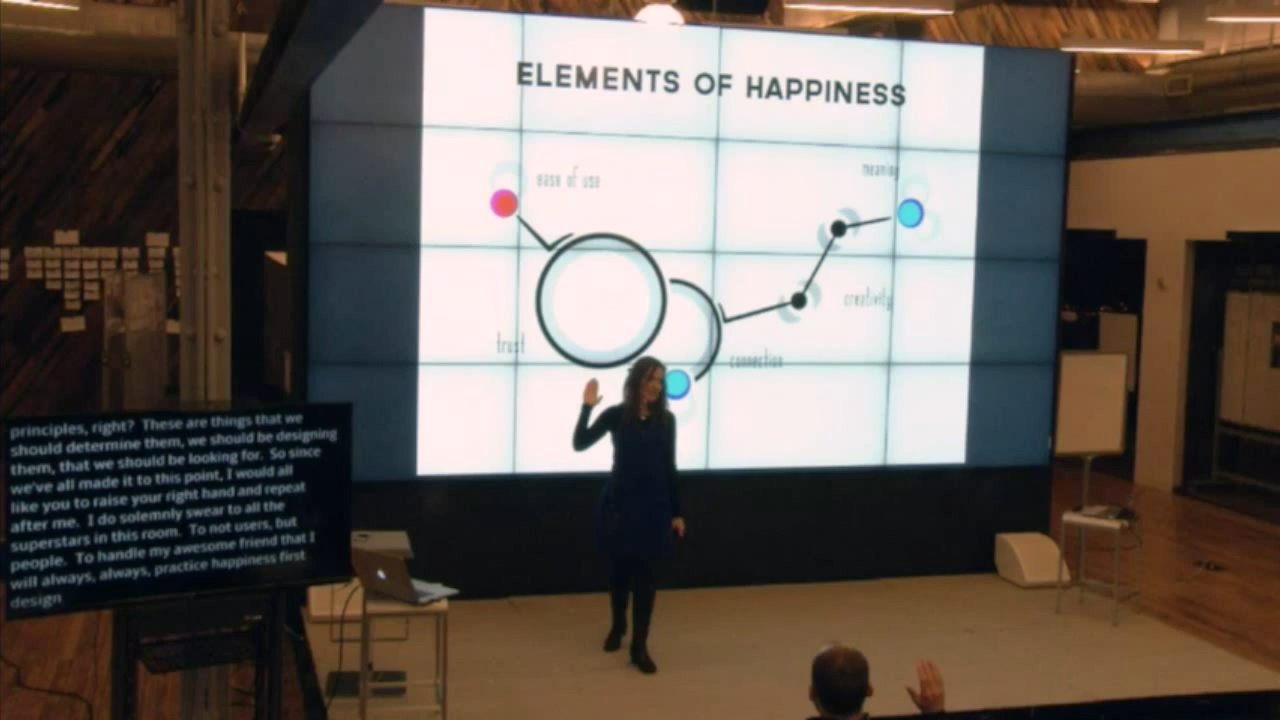 ELEMENTS OF HAPPINESS
ease of use
meaning
creativity
trust
connection
principles, right? These are things that we
should determine them, we should be designing
them, that we should be looking for. So since
we've all made it to this point, I would all
like you to raise your right hand and repeat
after me. I do solemnly swear to all the
superstars in this room. To not users, but
people. To handle my awesome friend that I
will always, always, practice happiness first
design